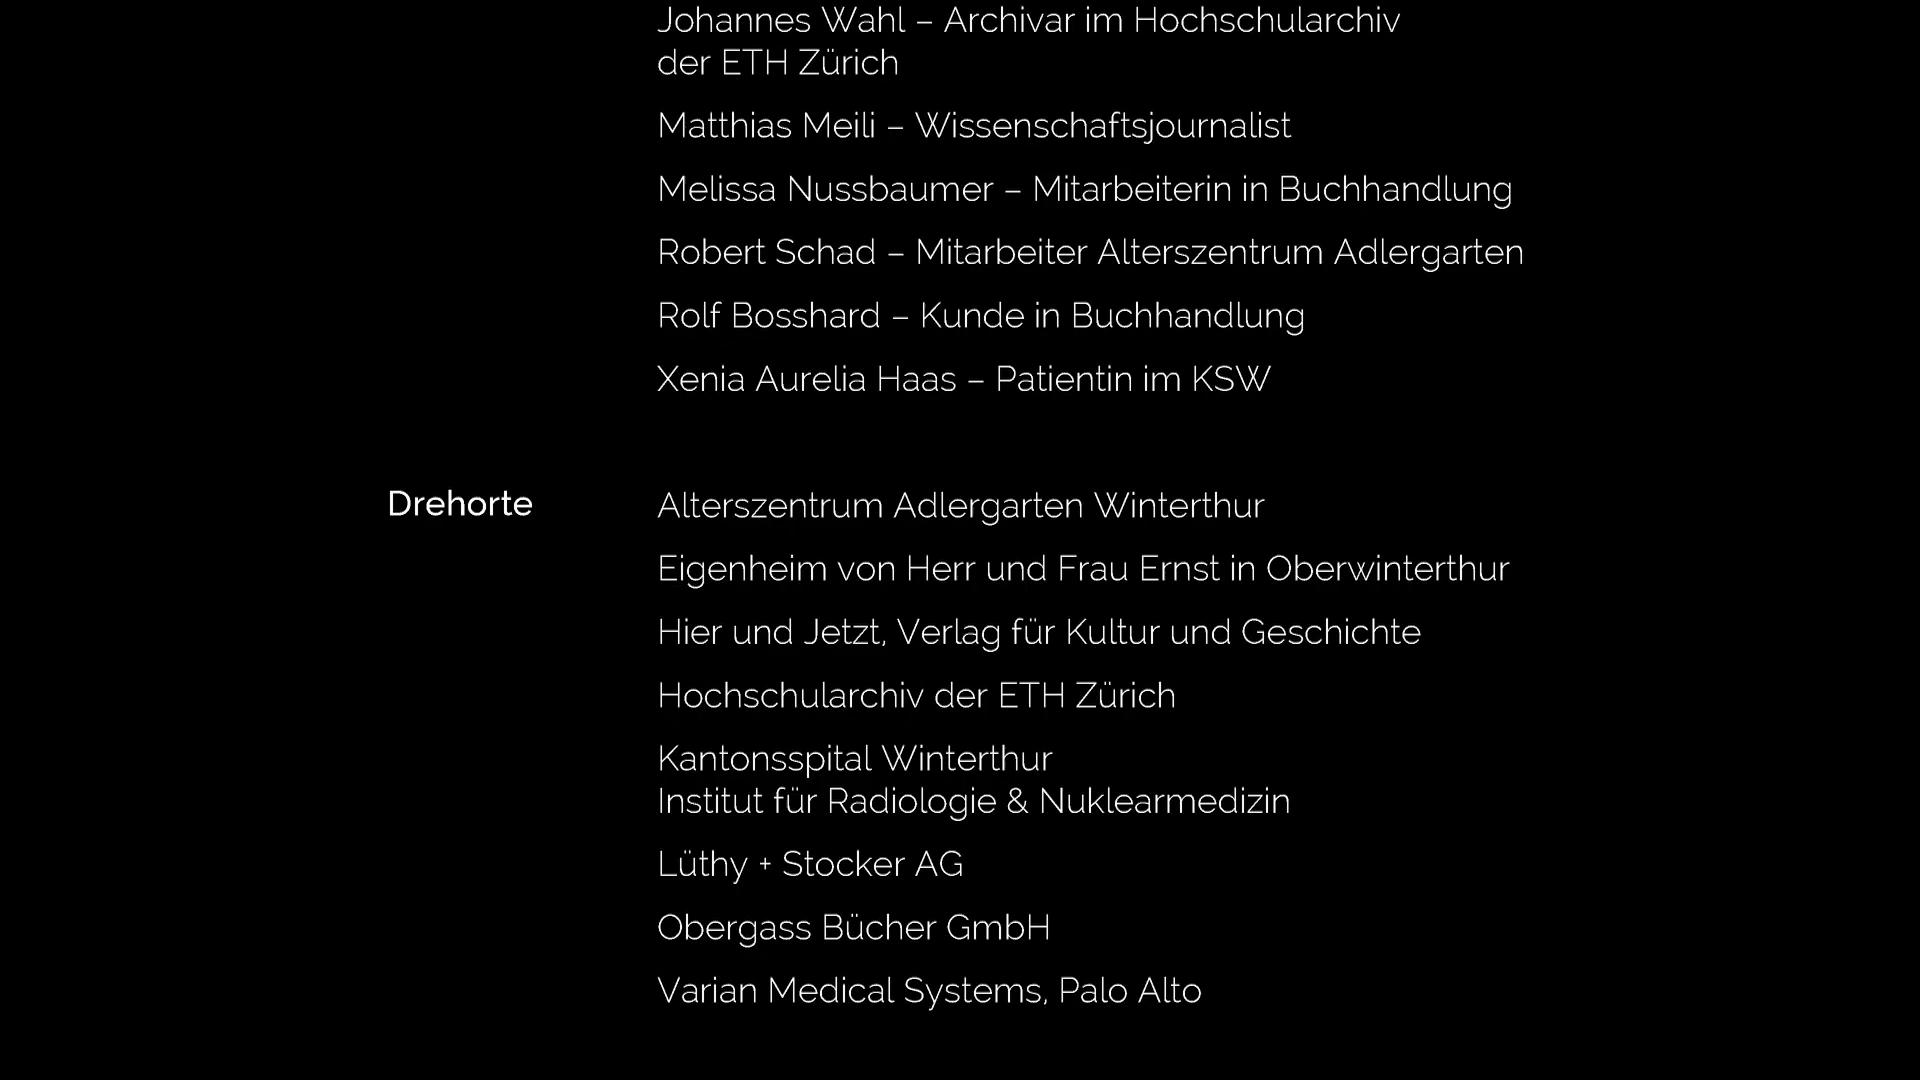 Johannes Wahl – Archivar im Hochschularchiv
der ETH Zürich
Matthias Meili – Wissenschaftsjournalist
Melissa Nussbaumer – Mitarbeiterin in Buchhandlung
Robert Schad – Mitarbeiter Alterszentrum Adlergarten
Rolf Bosshard – Kunde in Buchhandlung
Xenia Aurelia Haas – Patientin im KSW
Drehorte
Alterszentrum Adlergarten Winterthur
Eigenheim von Herr und Frau Ernst in Oberwinterthur
Hier und Jetzt, Verlag für Kultur und Geschichte
Hochschularchiv der ETH Zürich
Kantonsspital Winterthur
Institut für Radiologie & Nuklearmedizin
Lüthy + Stocker AG
Obergass Bücher GmbH
Varian Medical Systems, Palo Alto